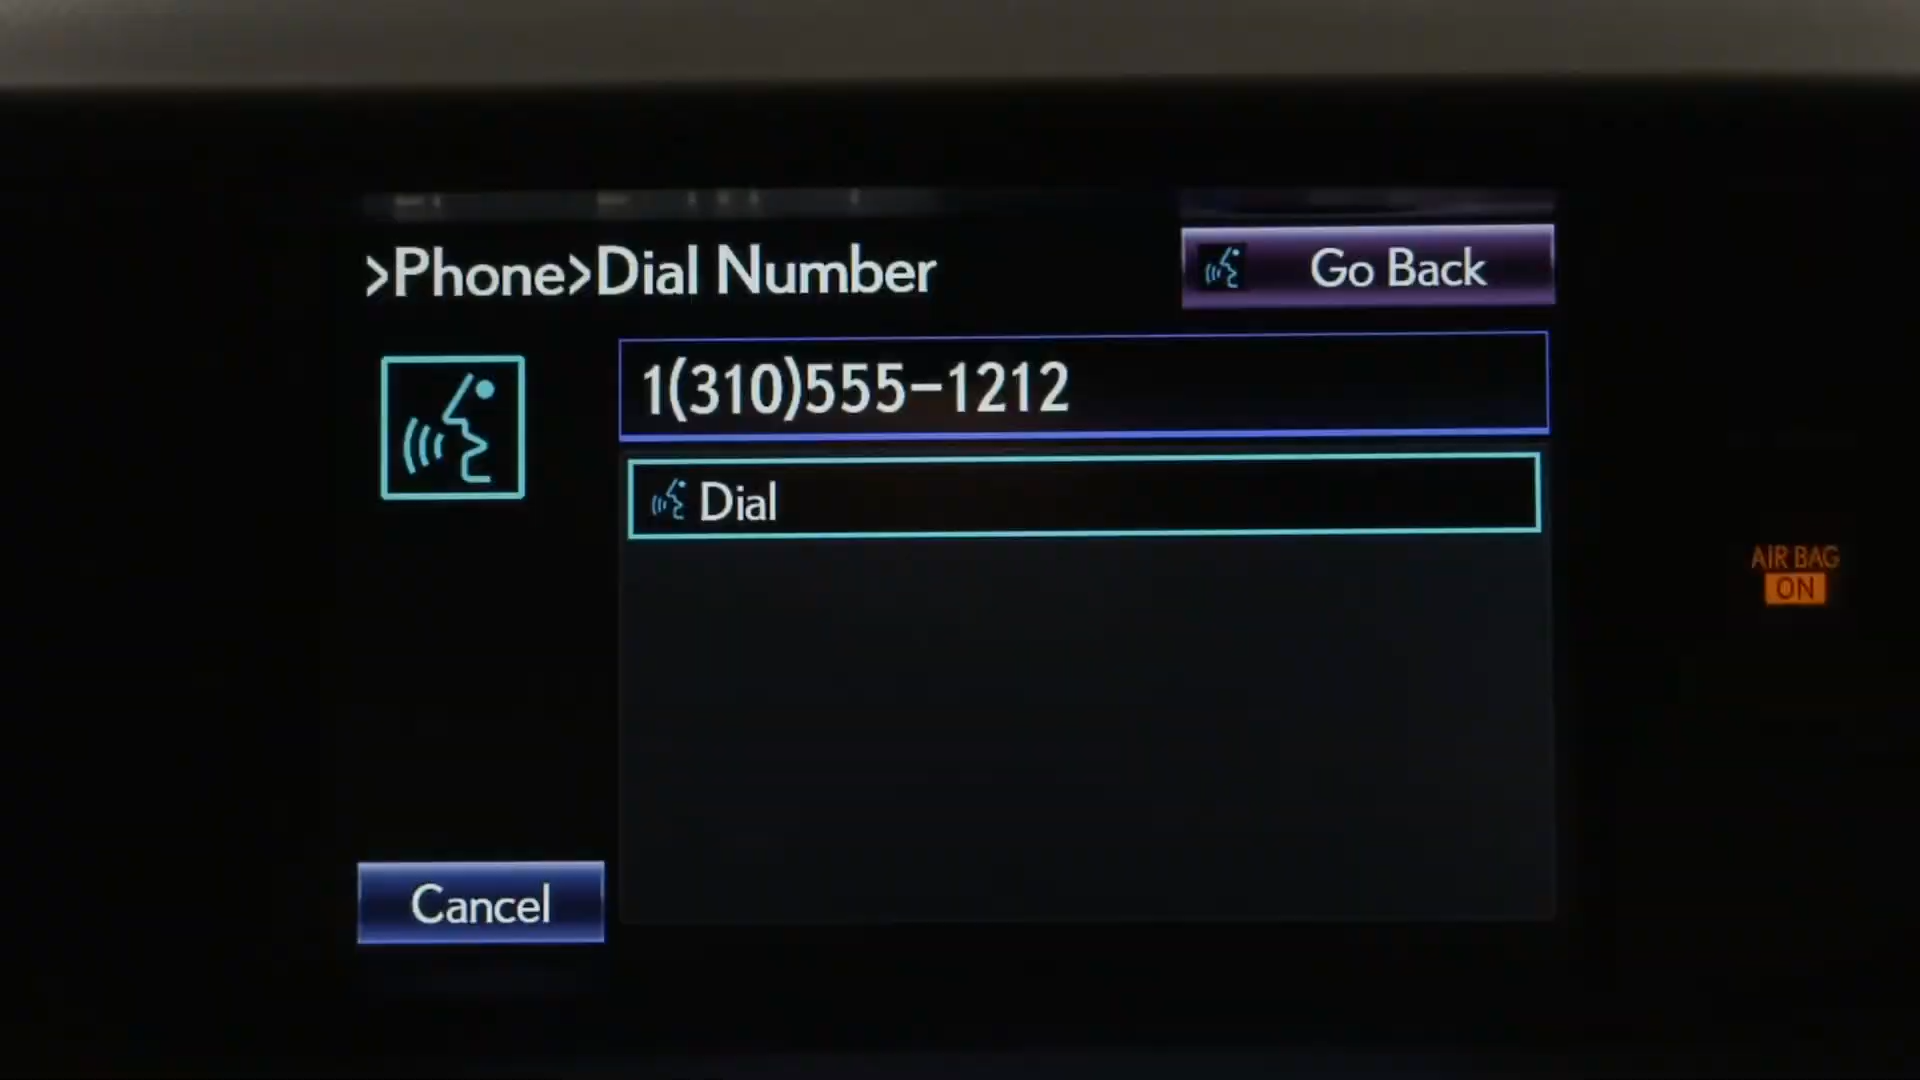 >Phone>Dial Number
Go Back
1(310)555-1212
Dial
AIR BAG
ON
Cancel